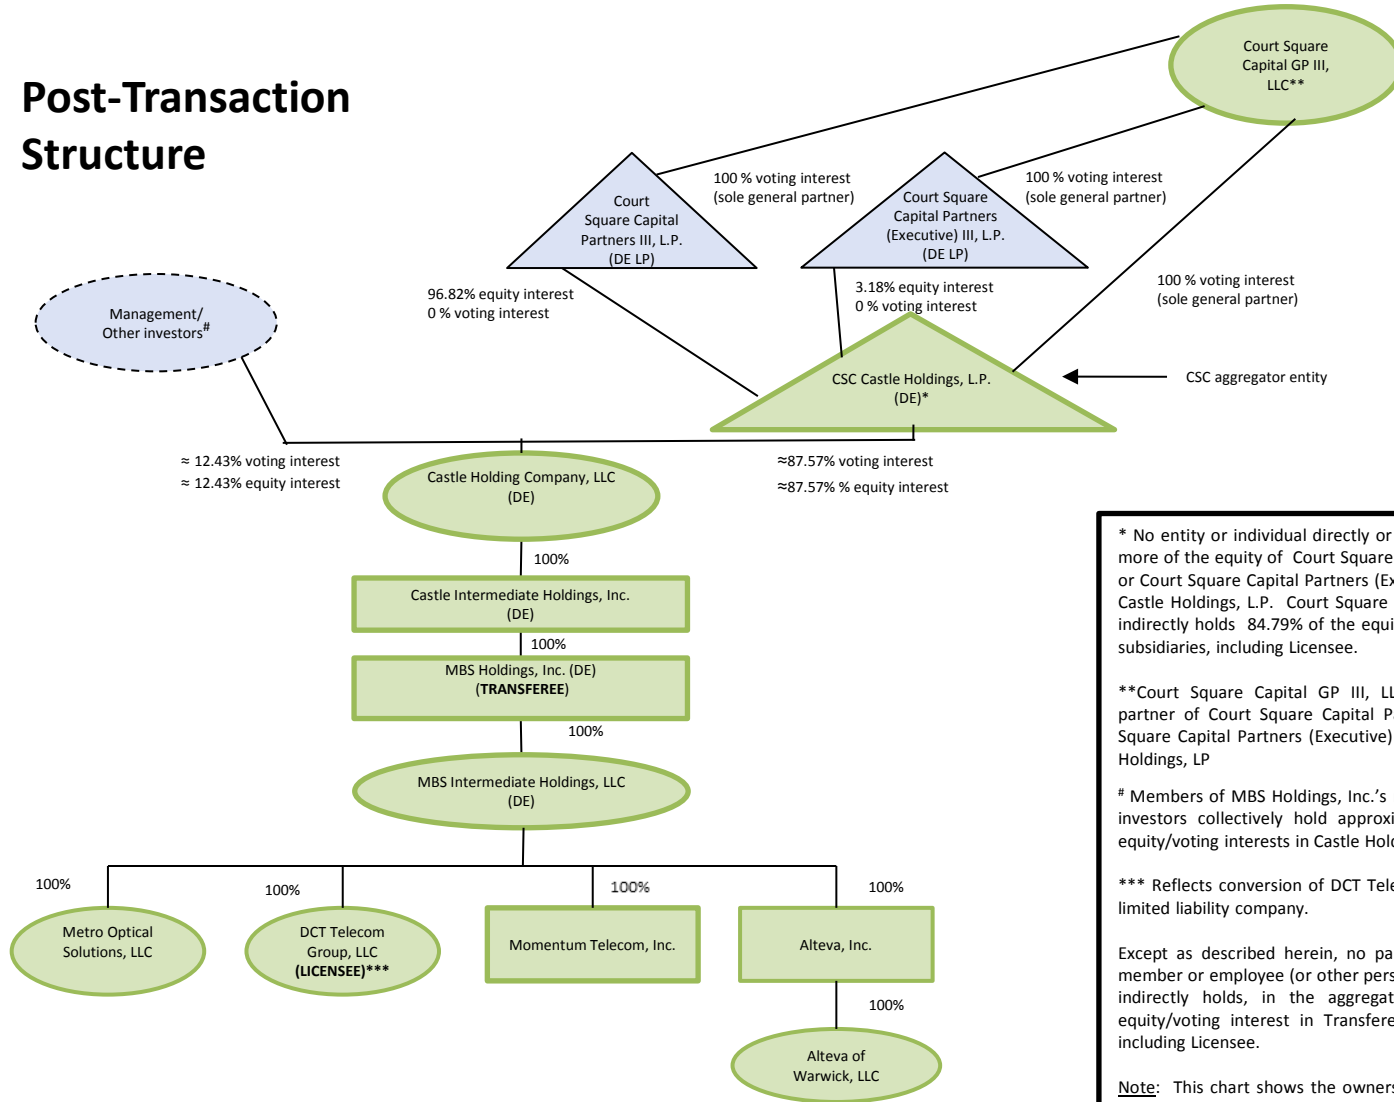 Post-Transaction
Structure
Court Square
Capital GP III,
LLC**
100 % voting interest
(sole general partner)
100 % voting interest
(sole general partner)
Court
Square Capital
Partners III, L.P.
(DE LP)
Court Square
Capital Partners
(Executive) III, L.P.
(DE LP)
100 % voting interest
(sole general partner)
96.82% equity interest
0 % voting interest
3.18% equity interest
0 % voting interest
Management/
Other investors#
CSC Castle Holdings, L.P.
(DE)*
CSC aggregator entity
≈ 12.43% voting interest
≈ 12.43% equity interest
≈87.57% voting interest
≈87.57% % equity interest
Castle Holding Company, LLC
(DE)
100%
Castle Intermediate Holdings, Inc.
(DE)
100%
MBS Holdings, Inc. (DE)
(TRANSFEREE)
100%
MBS Intermediate Holdings, LLC
(DE)
100%
100%
100%
100%
Metro Optical
Solutions, LLC
DCT Telecom
Group, LLC
(LICENSEE)***
Momentum Telecom, Inc.
Alteva, Inc.
100%
Alteva of
Warwick, LLC
* No entity or individual directly or
more of the equity of Court Square
or Court Square Capital Partners (Ex
Castle Holdings, L.P. Court Square
indirectly holds 84.79% of the equi
subsidiaries, including Licensee.
**Court Square Capital GP III, LL
partner of Court Square Capital Pa
Square Capital Partners (Executive)
Holdings, LP
# Members of MBS Holdings, Inc.'s
investors collectively hold approxi
equity/voting interests in Castle Hold
*** Reflects conversion of DCT Tele
limited liability company.
Except as described herein, no pa
member or employee (or other pers
indirectly holds, in the aggregat
equity/voting interest in Transfere
including Licensee.
Note: This chart shows the owners